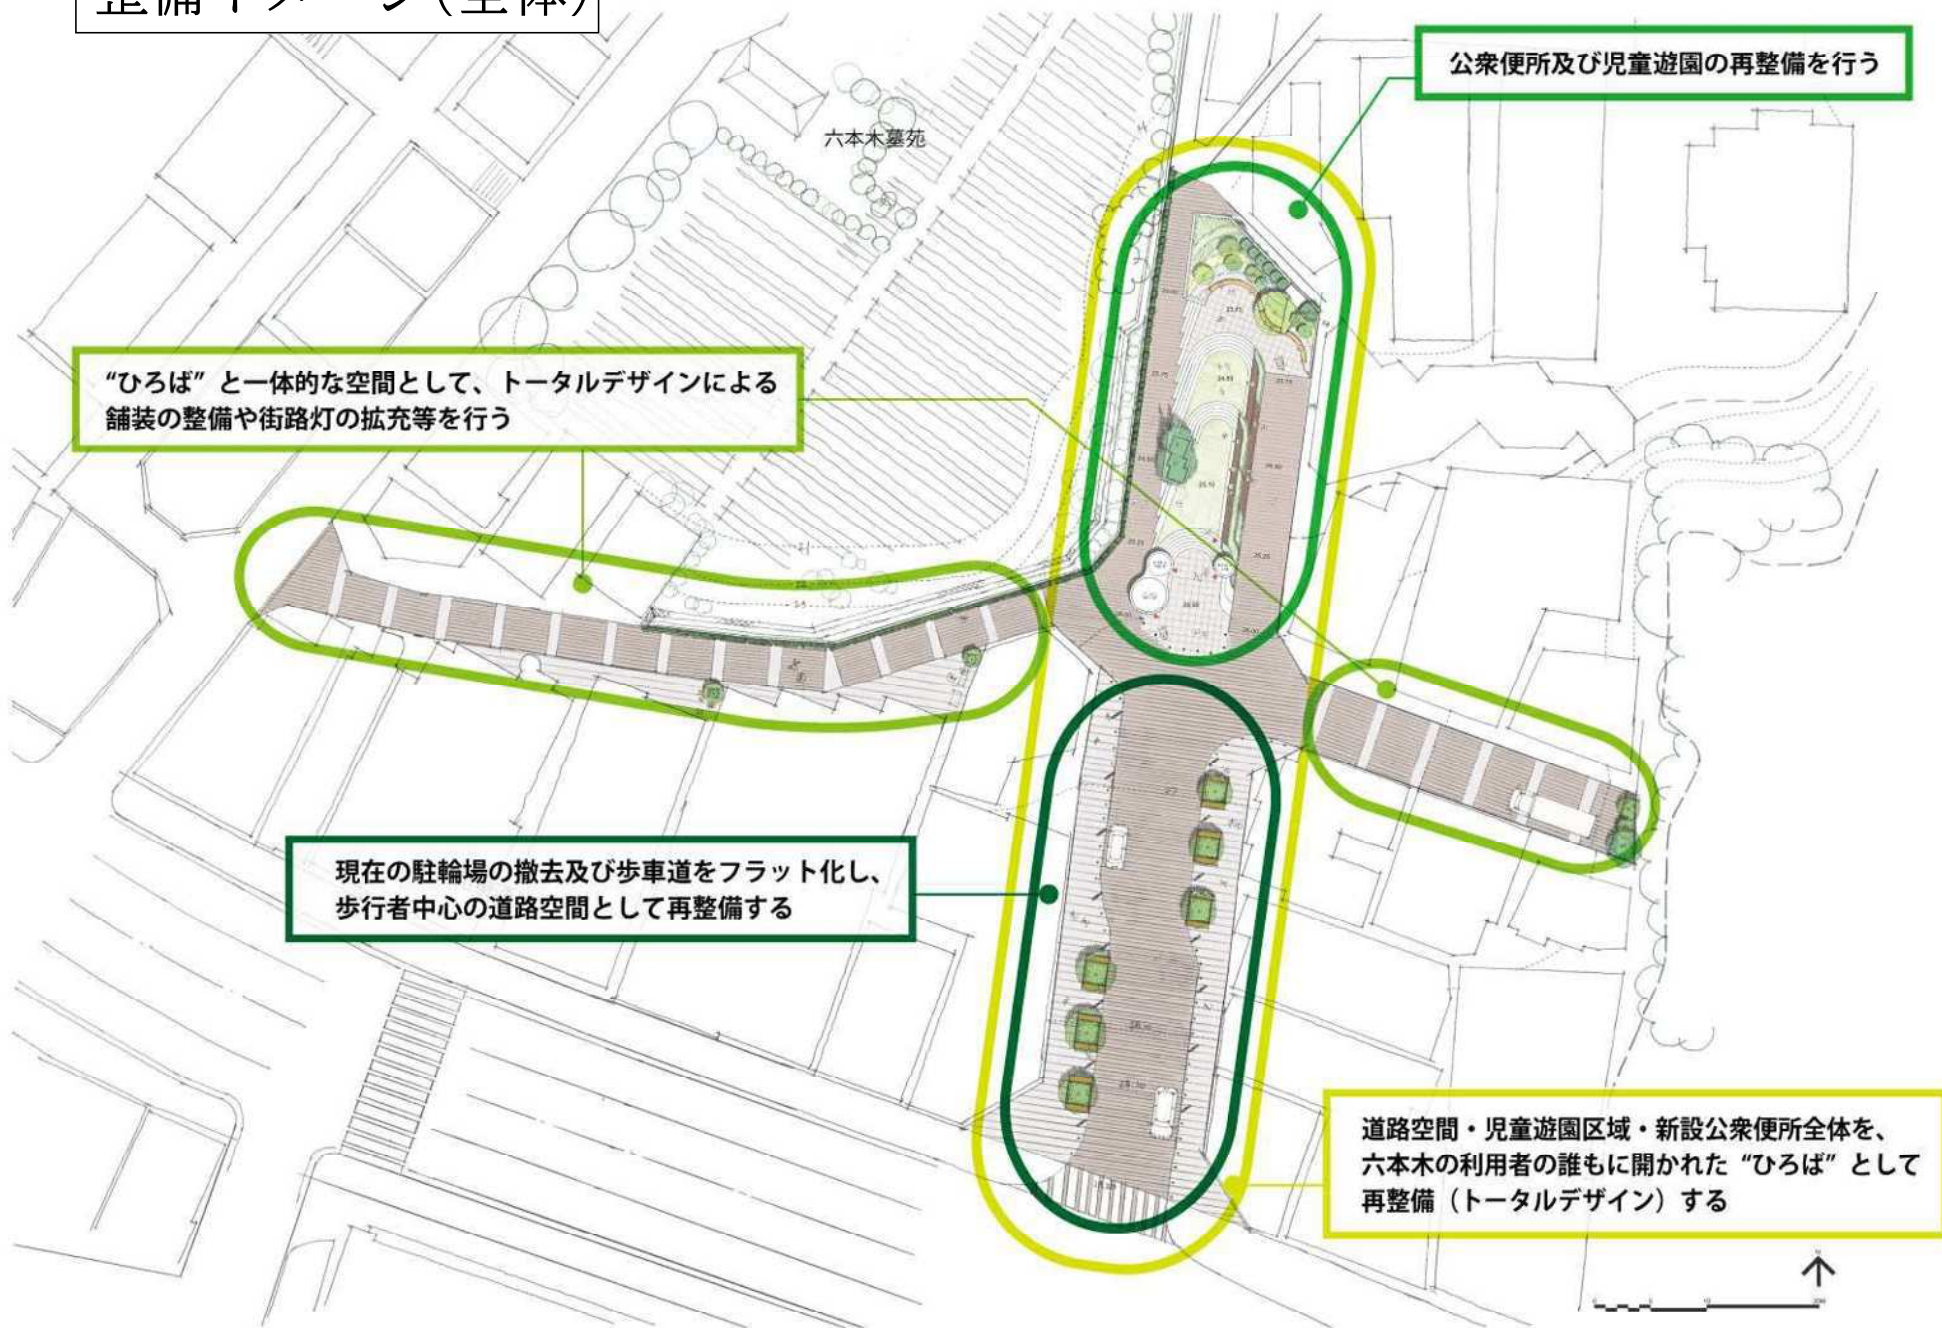 整備イメージ(全体)
公衆便所及び児童遊園の再整備を行う
六本木墓苑
“ひろば” と一体的な空間として、トータルデザインによる
舗装の整備や街路灯の拡充等を行う
現在の駐輪場の撤去及び歩車道をフラット化し、
歩行者中心の道路空間として再整備する
道路空間・児童遊園区域・新設公衆便所全体を、
六本木の利用者の誰もに開かれた “ひろば” として
再整備（トータルデザイン）する